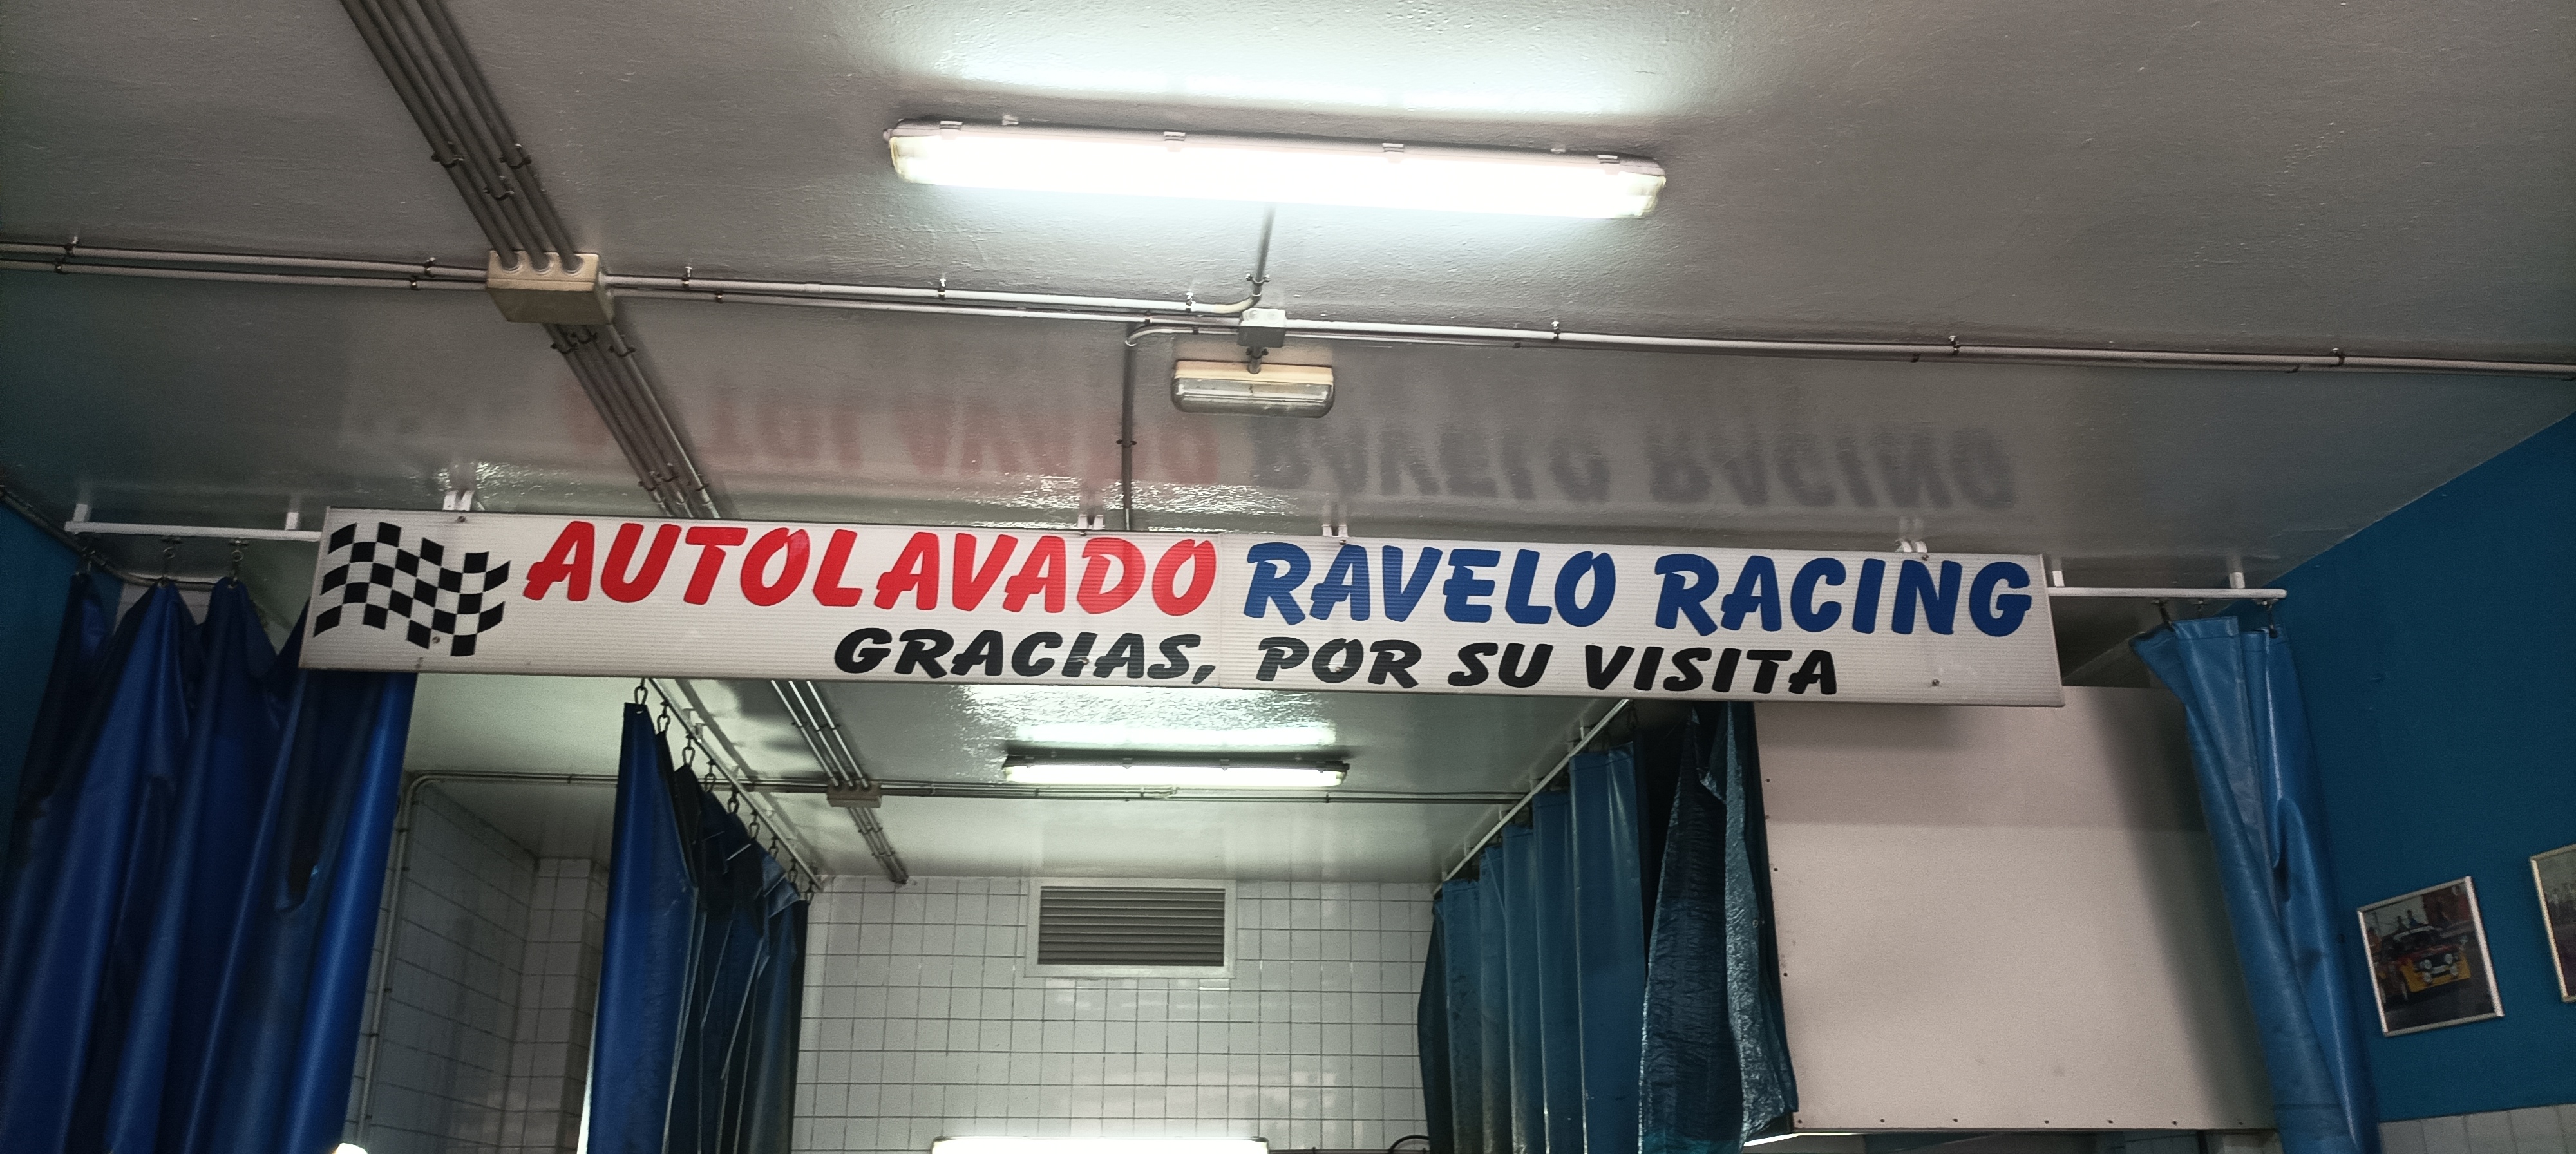 AUTOLAVADO RAVELO RACING
GRACIAS, POR SU VISITA